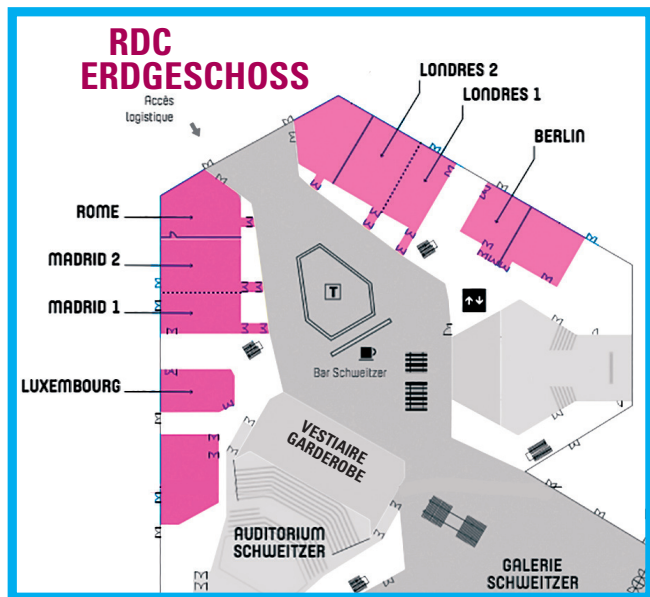 RDC
ERDGESCHOSS
Accès
logistique
LONDRES 2
LONDRES 1
BERLIN
ROME
MADRID 2
MADRID 1
LUXEMBOURG
T
Bar Schweitzer
VESTIAIRE
GARDEROBE
AUDITORIUM
SCHWEITZER
GALERIE
SCHWEITZER